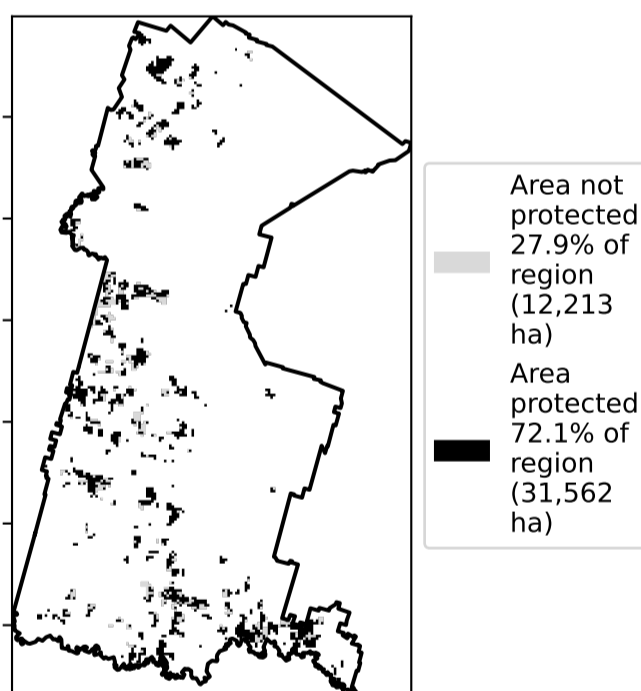 Area not
protected
27.9% of
region
(12,213
ha)
Area
protected
72.1% of
region
(31,562
ha)